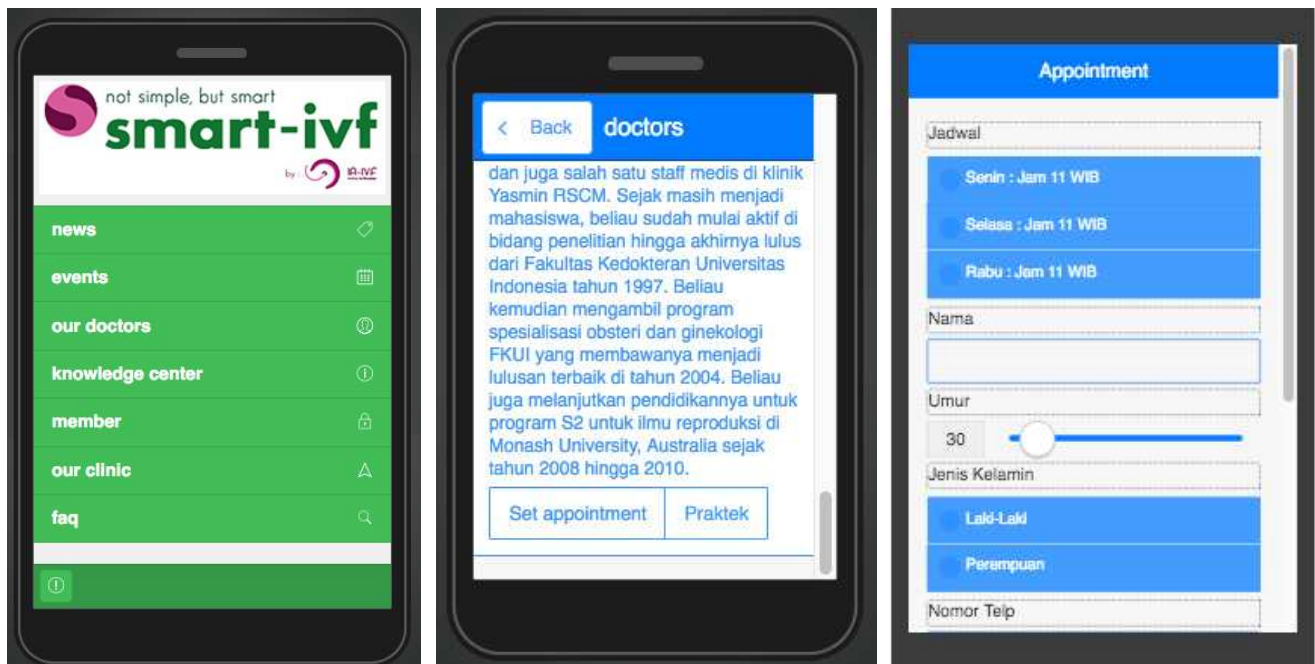 not simple, but smart
smart-ivf
by : IA-IVF
news
events
our doctors
knowledge center
member
our clinic
faq
Back
doctors
dan juga salah satu staff medis di klinik
Yasmin RSCM. Sejak masih menjadi
mahasiswa, beliau sudah mulai aktif di
bidang penelitian hingga akhirnya lulus
dari Fakultas Kedokteran Universitas
Indonesia tahun 1997. Beliau
kemudian mengambil program
spesialisasi obsteri dan ginekologi
FKUI yang membawanya menjadi
lulusan terbaik di tahun 2004. Beliau
juga melanjutkan pendidikannya untuk
program S2 untuk ilmu reproduksi di
Monash University, Australia sejak
tahun 2008 hingga 2010.
Set appointment
Praktek
Appointment
Jadwal
Senin : Jam 11 WIB
Selasa : Jam 11 WIB
Rabu : Jam 11 WIB
Nama
Umur
30
Jenis Kelamin
Laki-Laki
Perempuan
Nomor Telp